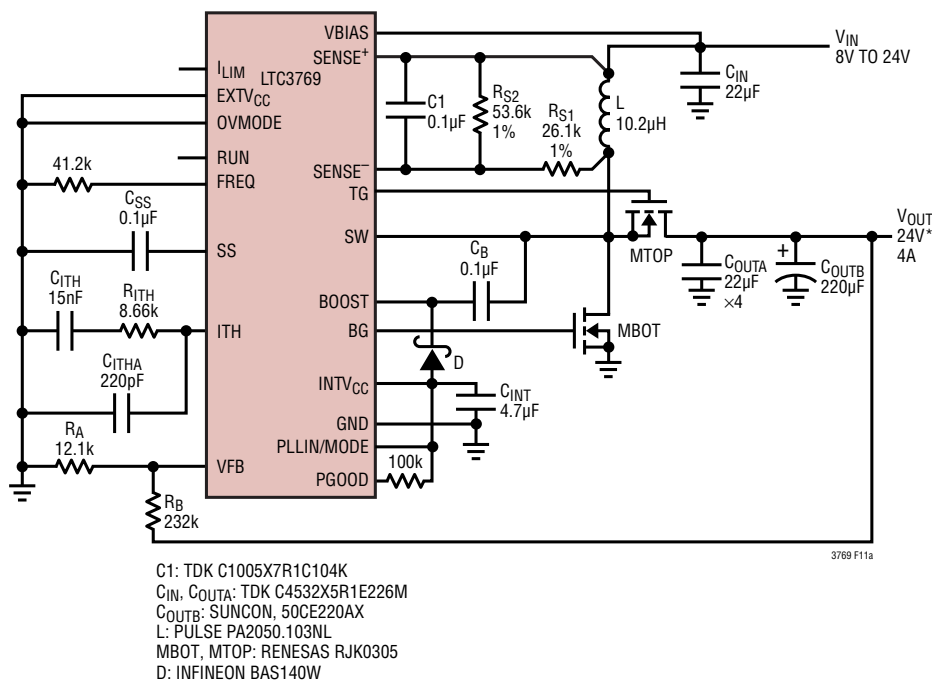 VBIAS
SENSE+
LTC3769
ILIM
EXTVCC
OVMODE
RUN
FREQ
41.2k
CSS
0.1µF
SS
CITH
15nF
RITH
8.66k
ITH
CITHA
220pF
RA
12.1k
VFB
RB
232k
C1
0.1µF
RS2
53.6k
1%
RS1
26.1k
1%
SENSE–
TG
SW
CB
0.1µF
BOOST
BG
D
INTVCC
CINT
4.7µF
GND
PLLIN/MODE
PGOOD
100k
L
10.2µH
CIN
22µF
VIN
8V TO 24V
MTOP
MBOT
COUTA
22µF
×4
+
COUTB
220µF
VOUT
24V*
4A
3769 F11a
C1: TDK C1005X7R1C104K
CIN, COUTA: TDK C4532X5R1E226M
COUTB: SUNCON, 50CE220AX
L: PULSE PA2050.103NL
MBOT, MTOP: RENESAS RJK0305
D: INFINEON BAS140W